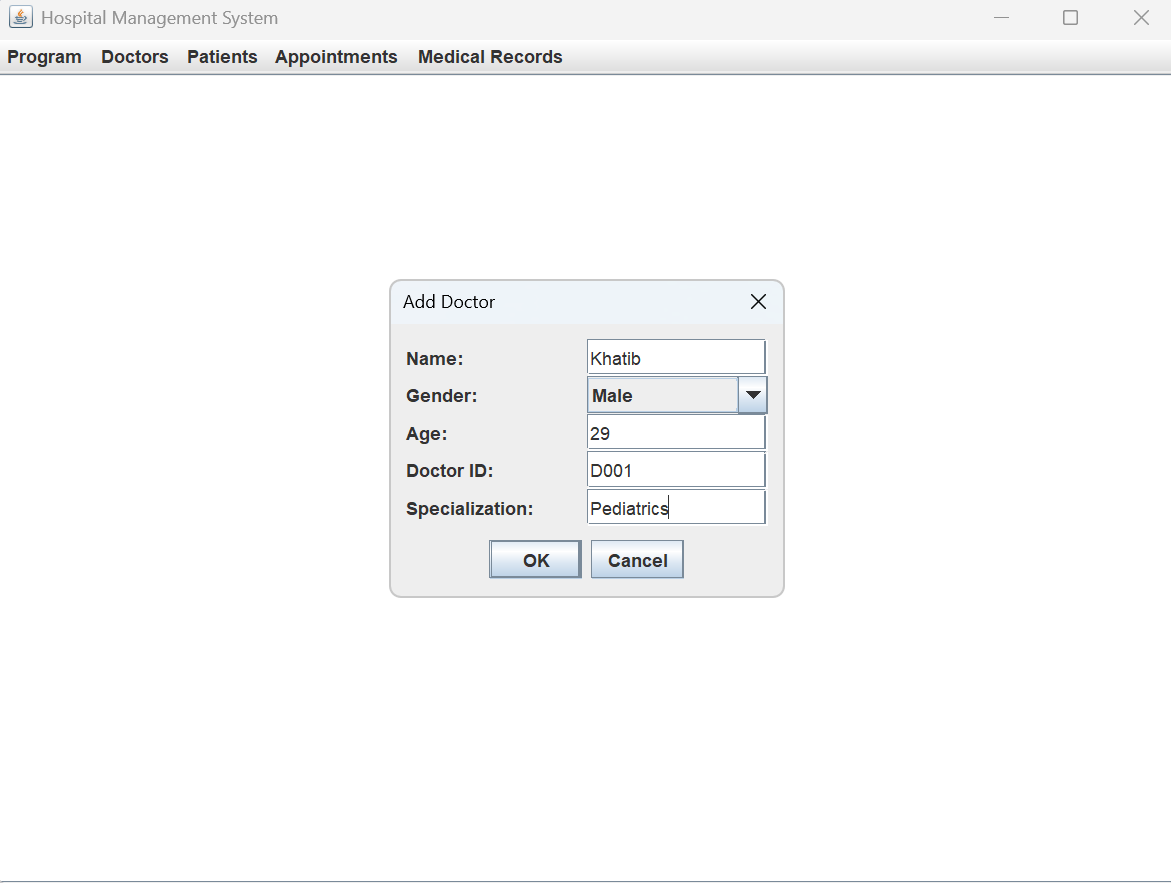 Hospital Management System
Program Doctors Patients Appointments Medical Records
Add Doctor
Name: Khatib
Gender: Male
Age: 29
Doctor ID: D001
Specialization: Pediatrics
OK Cancel